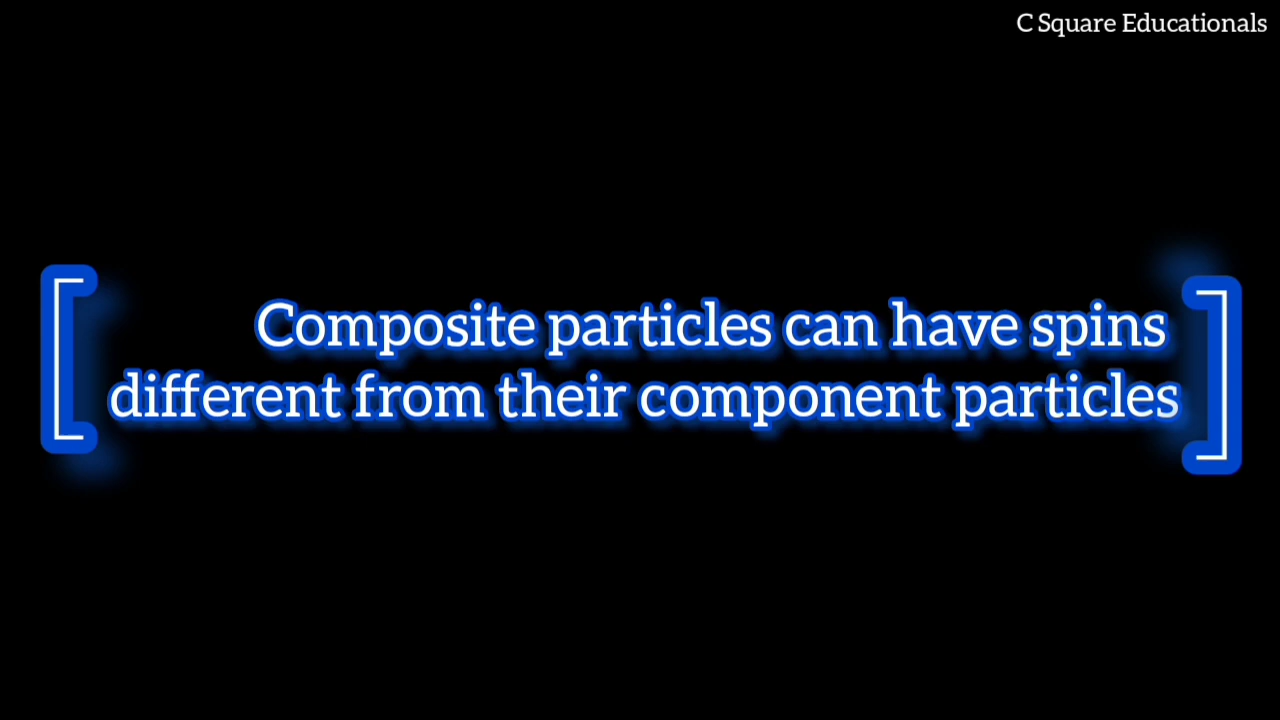 C Square Educationals
Composite particles can have spins
different from their component particles